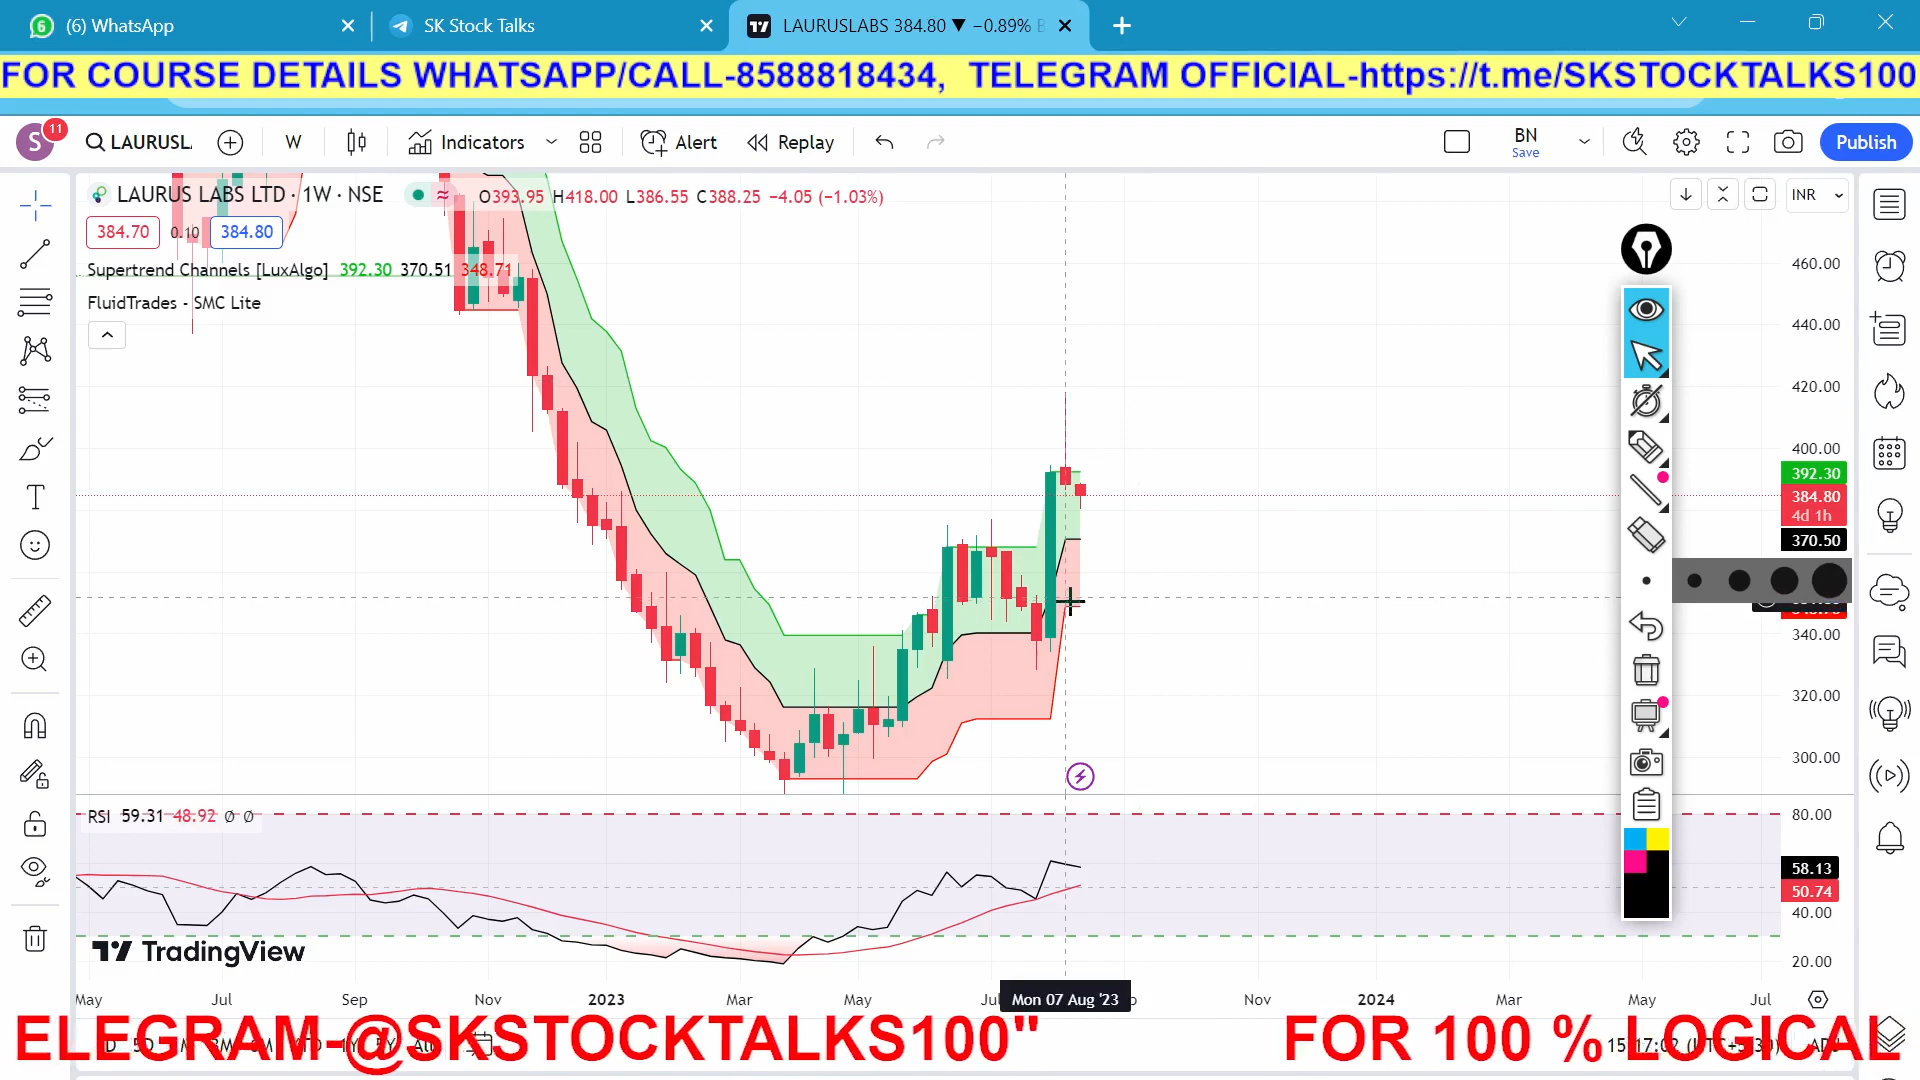 (6) WhatsApp
SK Stock Talks
LAURUSLABS 384.80 ▼ −0.89%
FOR COURSE DETAILS WHATSAPP/CALL-8588818434, TELEGRAM OFFICIAL-https://t.me/SKSTOCKTALKS100
S 11 LAURUSL W Indicators Alert Replay BN Save Publish
LAURUS LABS LTD · 1W · NSE O393.95 H418.00 L386.55 C388.25 −4.05 (−1.03%) INR
384.70 0.10 384.80
Supertrend Channels [LuxAlgo] 392.30 370.51 348.71
FluidTrades - SMC Lite
460.00
440.00
420.00
400.00
392.30
384.80
4d 1h
370.50
340.00
320.00
300.00
RSI 59.31 48.92 Ø Ø
80.00
58.13
50.74
40.00
20.00
TradingView
May Jul Sep Nov 2023 Mar May Mon 07 Aug '23 Nov 2024 Mar May Jul
ELEGRAM-@SKSTOCKTALKS100" FOR 100 % LOGICAL